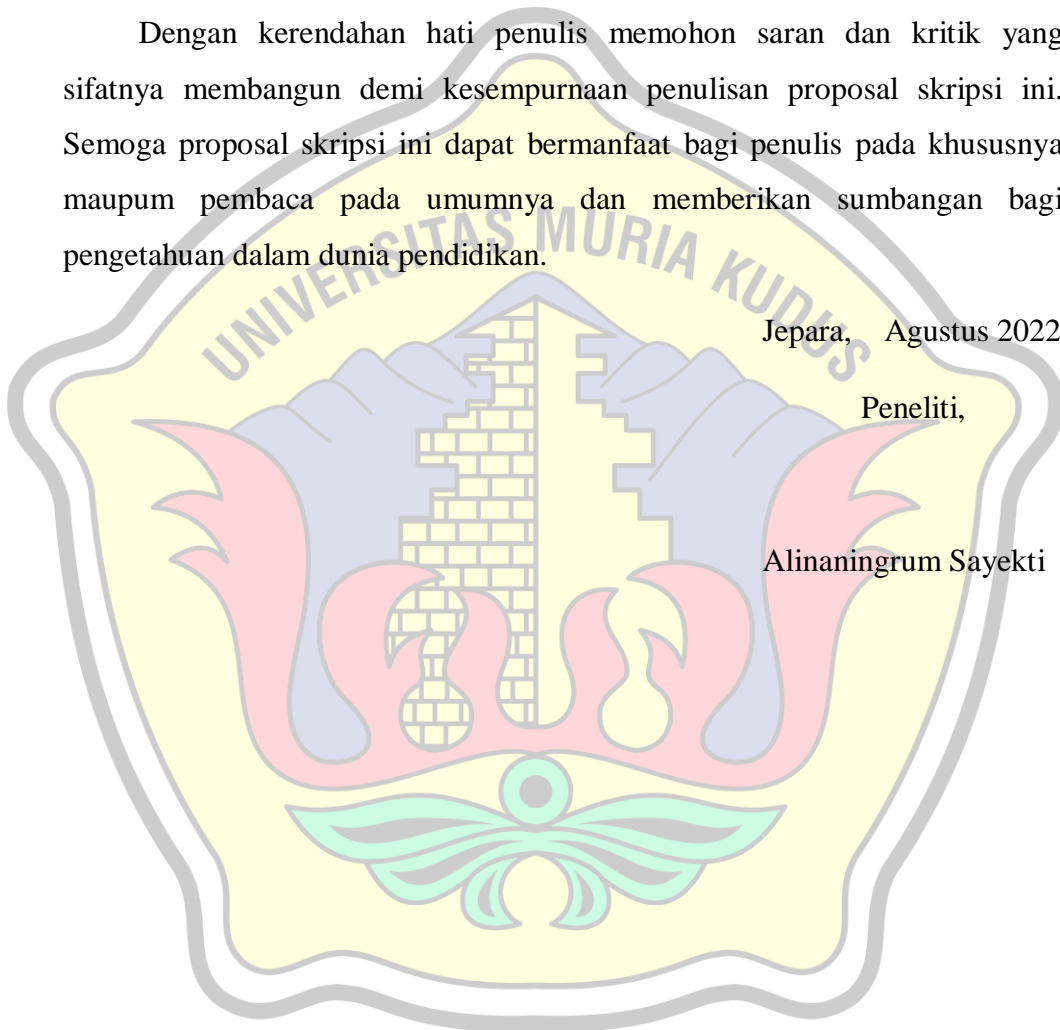 Dengan kerendahan hati penulis memohon saran dan kritik yang
sifatnya membangun demi kesempurnaan penulisan proposal skripsi ini.
Semoga proposal skripsi ini dapat bermanfaat bagi penulis pada khususnya
maupum pembaca pada umumnya dan memberikan sumbangan bagi
pengetahuan dalam dunia pendidikan.
UNIVERSITAS MURIA KUDUS
Jepara, Agustus 2022
Peneliti,
Alinaningrum Sayekti